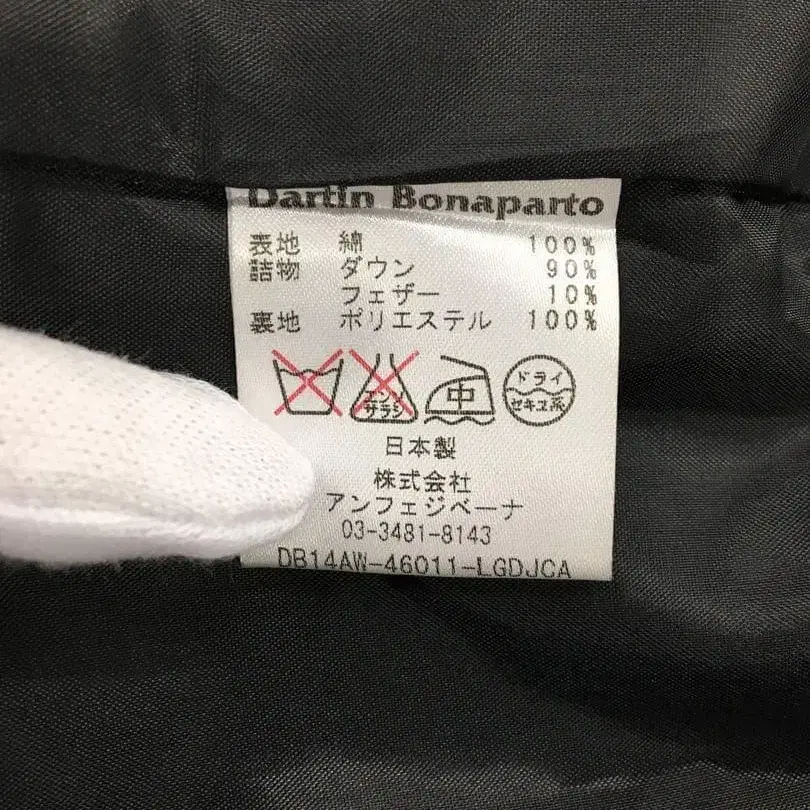 Dartin Bonaparto
表地 綿 100%
詰物 ダウン 90%
フェザー 10%
裏地 ポリエステル 100%
エンソ
サラシ
中
ドライ
セキユ系
日本製
株式会社
アンフェジベーナ
03-3481-8143
DB14AW-46011-LGDJCA